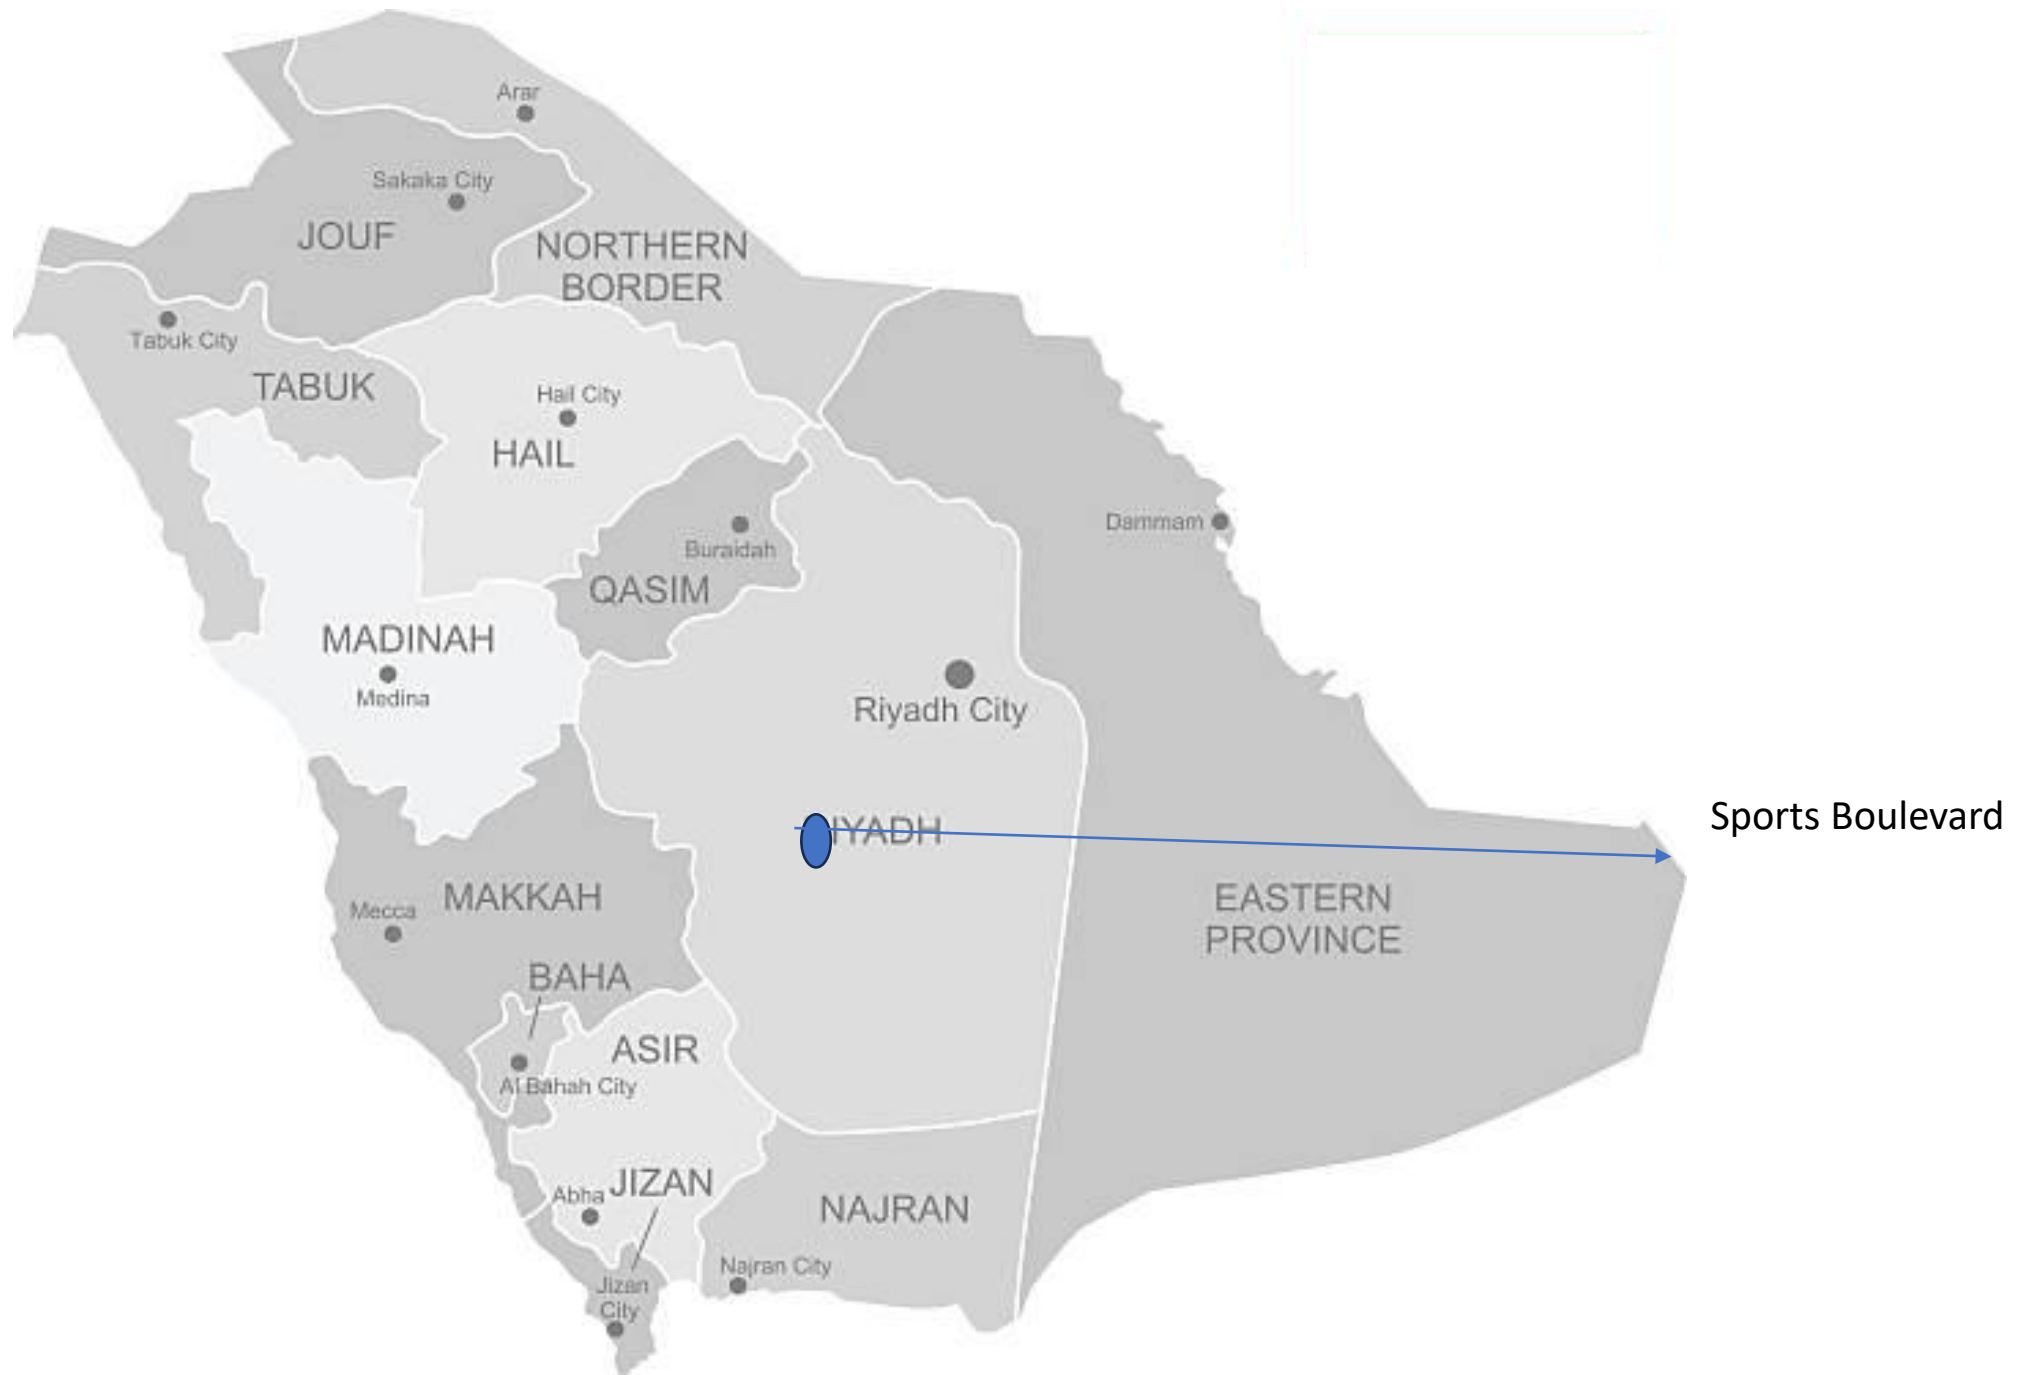 Arar
Sakaka City
JOUF
NORTHERN
BORDER
Tabuk City
TABUK
Hail City
HAIL
Dammam
Buraidah
QASIM
MADINAH
Medina
Riyadh City
Sports Boulevard
IYADH
MAKKAH
Mecca
EASTERN
PROVINCE
BAHA
ASIR
Al Bahah City
JIZAN
Abha
NAJRAN
Najran City
Jizan
City